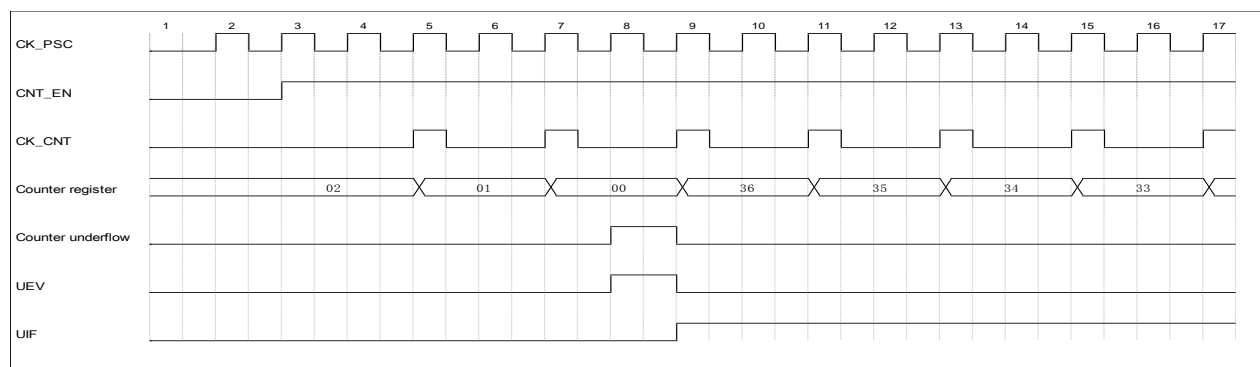 1 2 3 4 5 6 7 8 9 10 11 12 13 14 15 16 17
CK_PSC
CNT_EN
CK_CNT
Counter register 02 01 00 36 35 34 33
Counter underflow
UEV
UIF